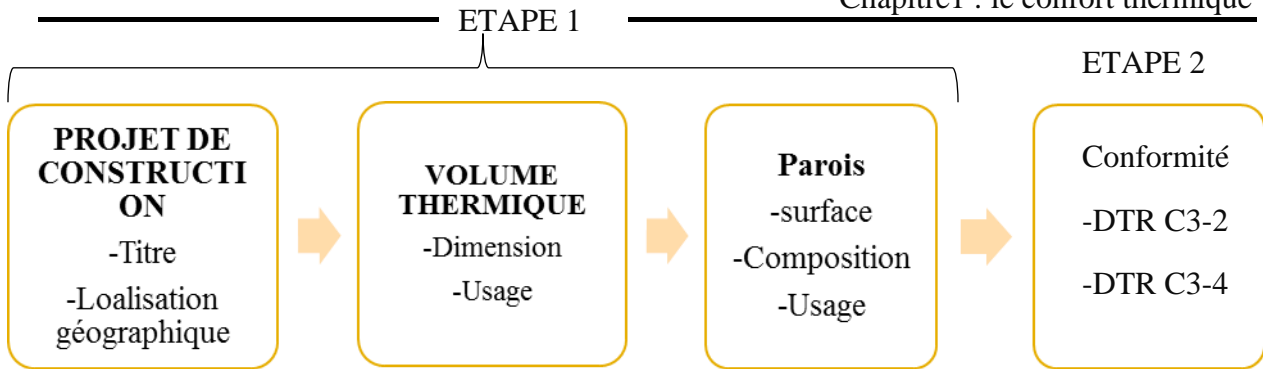 Chapitre1 : le confort thermique
ETAPE 1
ETAPE 2
PROJET DE
CONSTRUCTI
ON
-Titre
-Loalisation
géographique
VOLUME
THERMIQUE
-Dimension
-Usage
Parois
-surface
-Composition
-Usage
Conformité
-DTR C3-2
-DTR C3-4